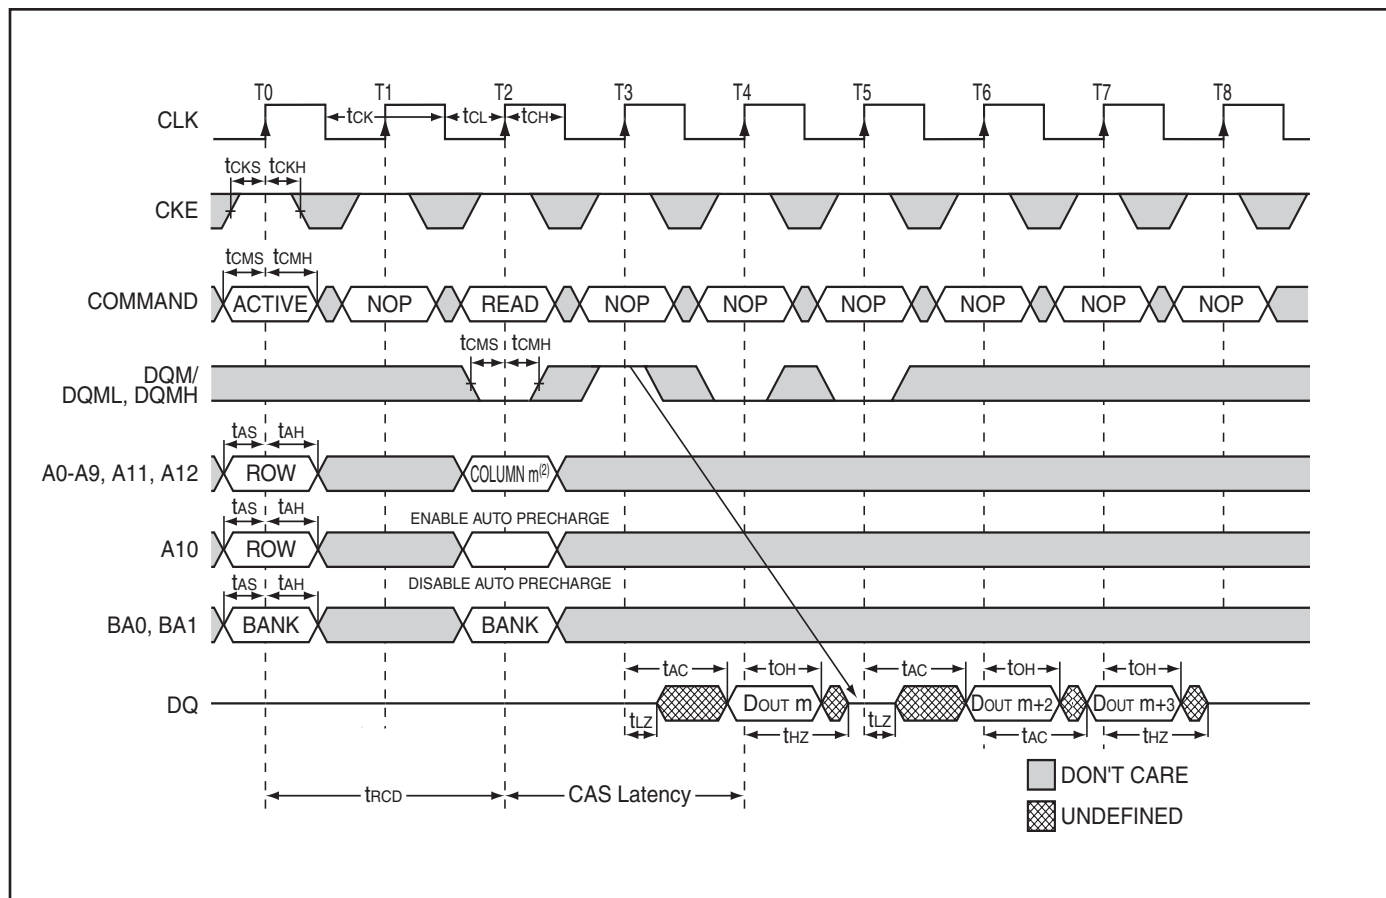 T0 T1 T2 T3 T4 T5 T6 T7 T8
CLK tCK tCL tCH
tCKS tCKH
CKE
tCMS tCMH
COMMAND ACTIVE NOP READ NOP NOP NOP NOP NOP NOP
tCMS tCMH
DQM/
DQML, DQMH
tAS tAH
A0-A9, A11, A12 ROW COLUMN m(2)
tAS tAH ENABLE AUTO PRECHARGE
A10 ROW
tAS tAH DISABLE AUTO PRECHARGE
BA0, BA1 BANK BANK
tAC tOH tAC tOH tOH
DQ DOUT m DOUT m+2 DOUT m+3
tLZ tHZ tLZ tAC tHZ
DON'T CARE
tRCD CAS Latency
UNDEFINED